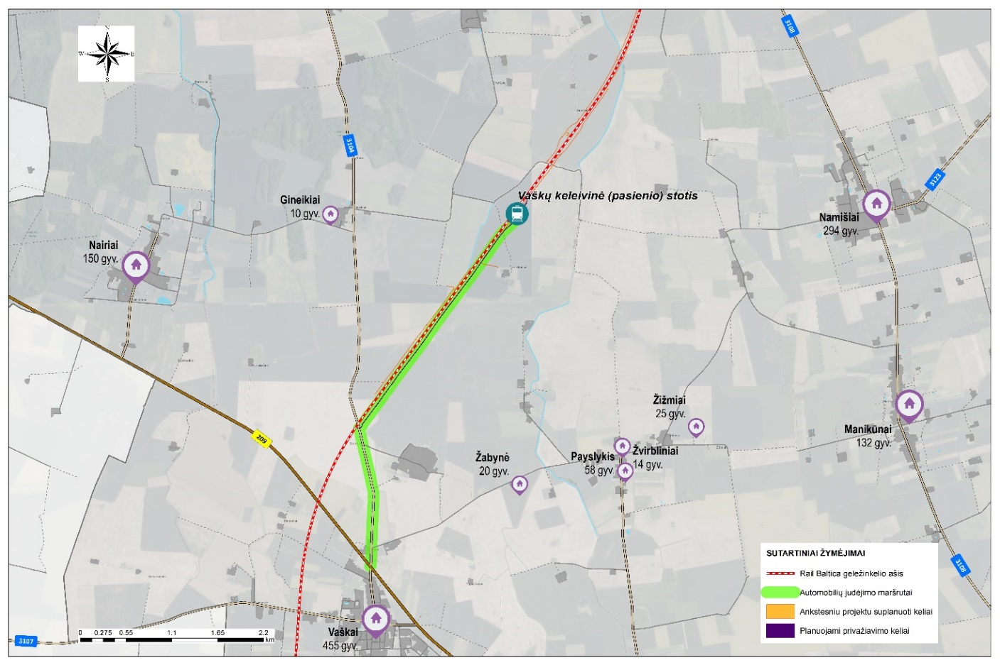 N
W
E
S
3108
3104
3123
Vaškų keleivinė (pasienio) stotis
Gineikiai
10 gyv.
Namišiai
294 gyv.
Nairiai
150 gyv.
209
Žižmiai
25 gyv.
Manikūnai
132 gyv.
Žabynė
20 gyv.
Payslykis
58 gyv.
Žvirbliniai
14 gyv.
SUTARTINIAI ŽYMĖJIMAI
Rail Baltica geležinkelio ašis
Automobilių judėjimo maršrutai
Ankstesniu projektu suplanuoti keliai
Planuojami privažiavimo keliai
3108
Vaškai
455 gyv.
0 0.275 0.55 1.1 1.65 2.2
km
3107